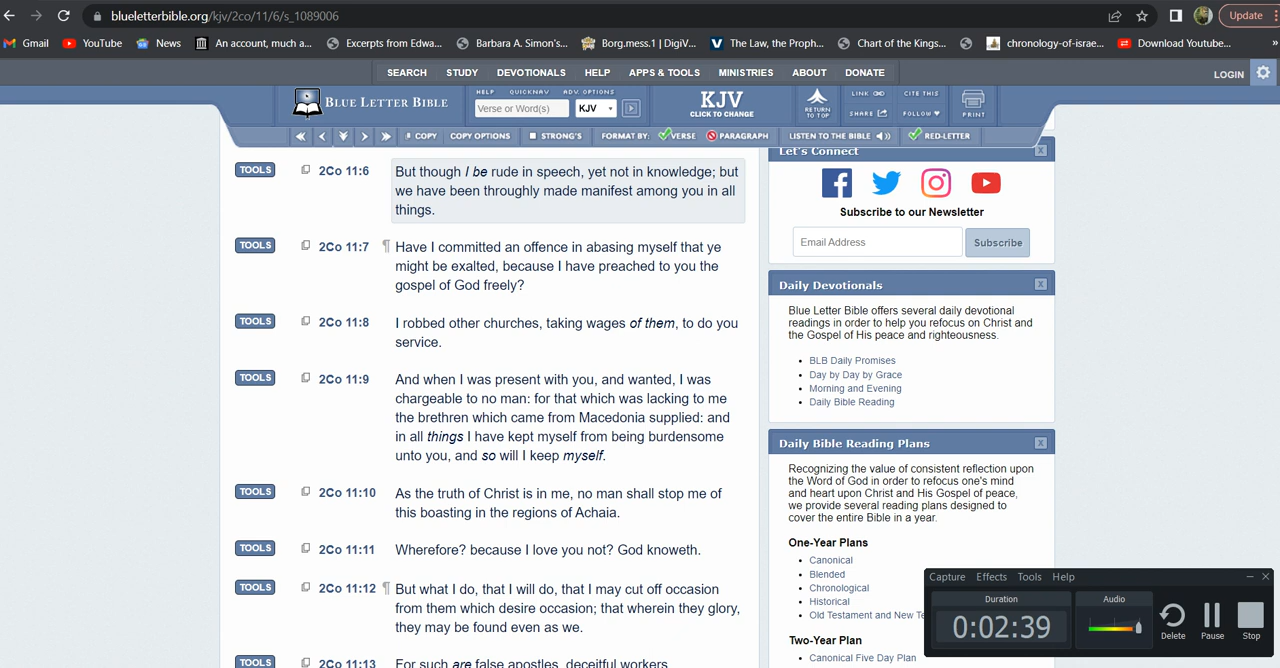 blueletterbible.org/kjv/2co/11/6/s_1089006
Update
Gmail
YouTube
News
An account, much a...
Excerpts from Edwa...
Barbara A. Simon's...
Borg.mess.1 | DigiV...
The Law, the Proph...
Chart of the Kings...
chronology-of-israe...
Download Youtube...
»
SEARCH STUDY DEVOTIONALS HELP APPS & TOOLS MINISTRIES ABOUT DONATE
LOGIN
BLUE LETTER BIBLE
HELP QUICKNAV ADV. OPTIONS
Verse or Word(s)
KJV
KJV
CLICK TO CHANGE
RETURN TO TOP
LINK
CITE THIS
SHARE
FOLLOW
PRINT
COPY COPY OPTIONS STRONG'S FORMAT BY: VERSE PARAGRAPH LISTEN TO THE BIBLE RED-LETTER
TOOLS 2Co 11:6 But though I be rude in speech, yet not in knowledge; but
we have been throughly made manifest among you in all
things.
TOOLS 2Co 11:7 ¶ Have I committed an offence in abasing myself that ye
might be exalted, because I have preached to you the
gospel of God freely?
TOOLS 2Co 11:8 I robbed other churches, taking wages of them, to do you
service.
TOOLS 2Co 11:9 And when I was present with you, and wanted, I was
chargeable to no man: for that which was lacking to me
the brethren which came from Macedonia supplied: and
in all things I have kept myself from being burdensome
unto you, and so will I keep myself.
TOOLS 2Co 11:10 As the truth of Christ is in me, no man shall stop me of
this boasting in the regions of Achaia.
TOOLS 2Co 11:11 Wherefore? because I love you not? God knoweth.
TOOLS 2Co 11:12 ¶ But what I do, that I will do, that I may cut off occasion
from them which desire occasion; that wherein they glory,
they may be found even as we.
TOOLS 2Co 11:13 For such are false apostles, deceitful workers
Let's Connect
X
Subscribe to our Newsletter
Email Address
Subscribe
Daily Devotionals
X
Blue Letter Bible offers several daily devotional
readings in order to help you refocus on Christ and
the Gospel of His peace and righteousness.
• BLB Daily Promises
• Day by Day by Grace
• Morning and Evening
• Daily Bible Reading
Daily Bible Reading Plans
X
Recognizing the value of consistent reflection upon
the Word of God in order to refocus one's mind
and heart upon Christ and His Gospel of peace,
we provide several reading plans designed to
cover the entire Bible in a year.
One-Year Plans
• Canonical
• Blended
• Chronological
• Historical
• Old Testament and New Te
Two-Year Plan
• Canonical Five Day Plan
Capture Effects Tools Help
Duration
0:02:39
Audio
Delete
Pause
Stop